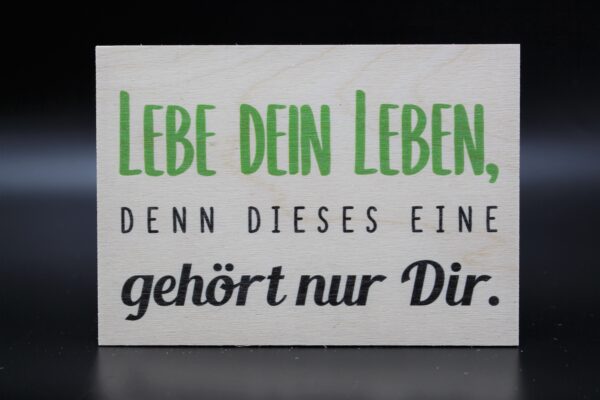 LEBE DEIN LEBEN,
DENN DIESES EINE
gehört nur Dir.